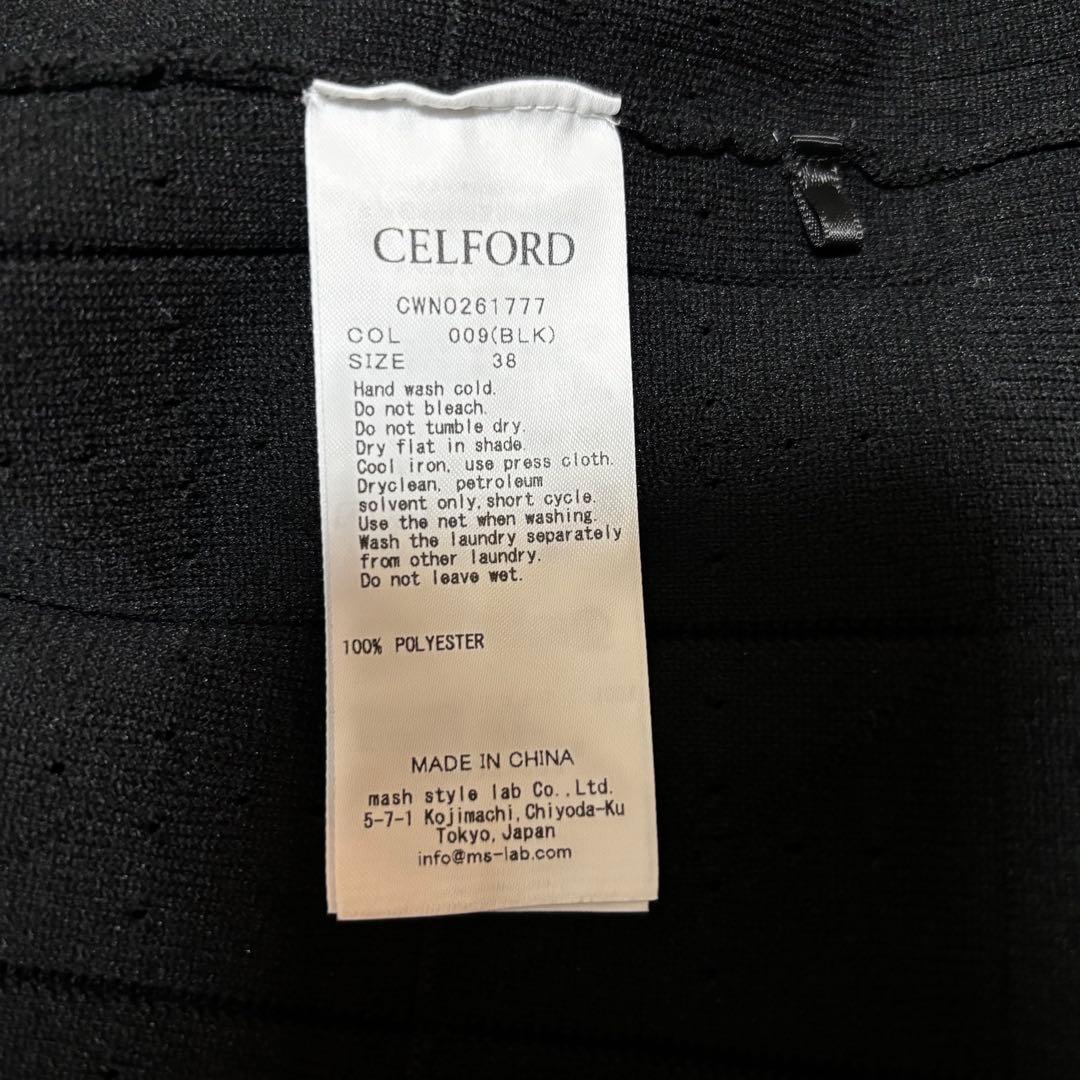 CELFORD
CWNO261777
COL 009(BLK)
SIZE 38
Hand wash cold.
Do not bleach.
Do not tumble dry.
Dry flat in shade.
Cool iron, use press cloth.
Dryclean, petroleum
solvent only, short cycle.
Use the net when washing.
Wash the laundry separately
from other laundry.
Do not leave wet.
100% POLYESTER
MADE IN CHINA
mash style lab Co.,Ltd.
5-7-1 Kojimachi,Chiyoda-Ku
Tokyo,Japan
info@ms-lab.com